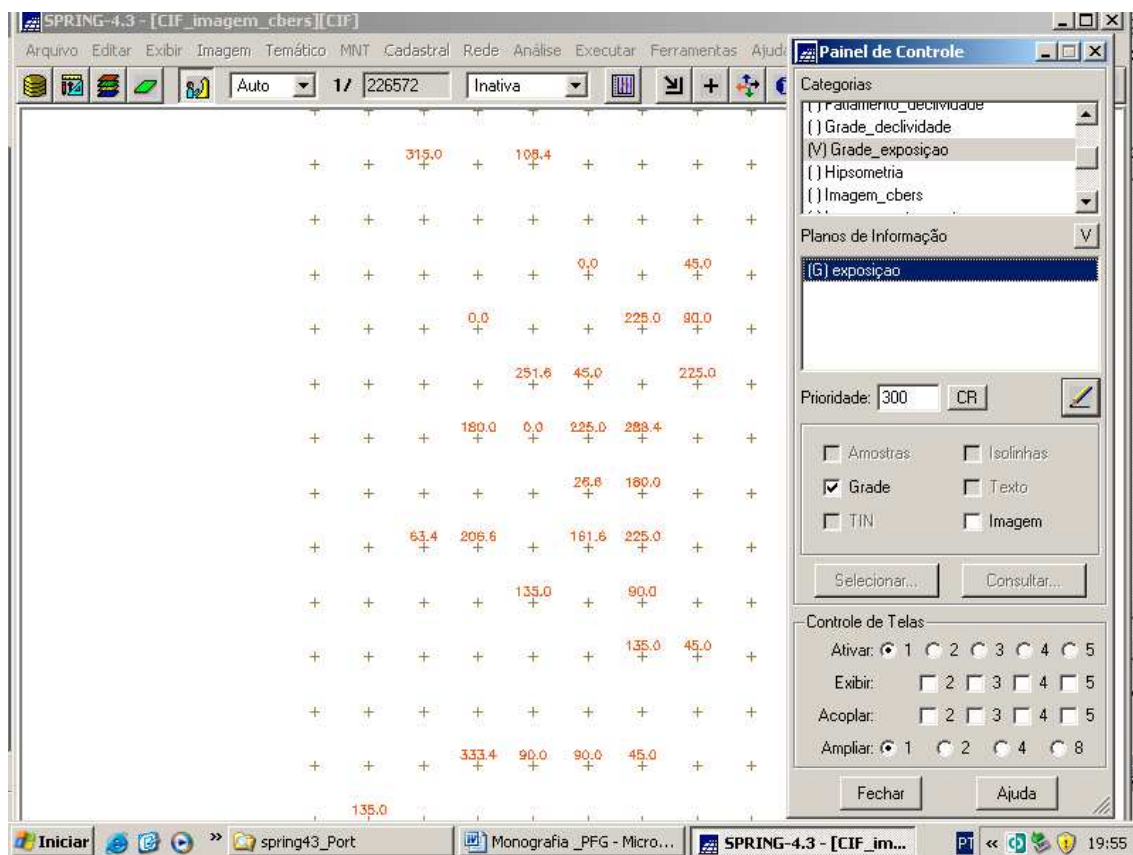 SPRING-4.3 - [CIF_imagem_cbers][CIF]
Arquivo Editar Exibir Imagem Temático MNT Cadastral Rede Análise Executar Ferramentas Ajud
Auto 1/ 226572 Inativa
315.0 108.4
0.0 45.0
0.0 225.0 90.0
251.6 45.0 225.0
180.0 0.0 225.0 288.4
26.6 180.0
63.4 206.6 161.6 225.0
135.0 90.0
135.0 45.0
333.4 90.0 90.0 45.0
135.0
Painel de Controle
Categorias
( ) Fatiamento_declividade
( ) Grade_declividade
(V) Grade_exposiçao
( ) Hipsometria
( ) Imagem_cbers
Planos de Informação V
(G) exposiçao
Prioridade: 300 CR
Amostras Isolinhas
Grade Texto
TIN Imagem
Selecionar... Consultar...
Controle de Telas
Ativar: 1 2 3 4 5
Exibir: 2 3 4 5
Acoplar: 2 3 4 5
Ampliar: 1 2 4 8
Fechar Ajuda
Iniciar » spring43_Port Monografia _PFG - Micro... SPRING-4.3 - [CIF_im... PT « 19:55